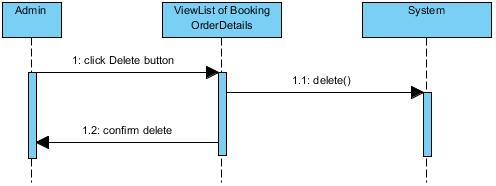 Admin
ViewList of Booking
OrderDetails
System
1: click Delete button
1.1: delete()
1.2: confirm delete